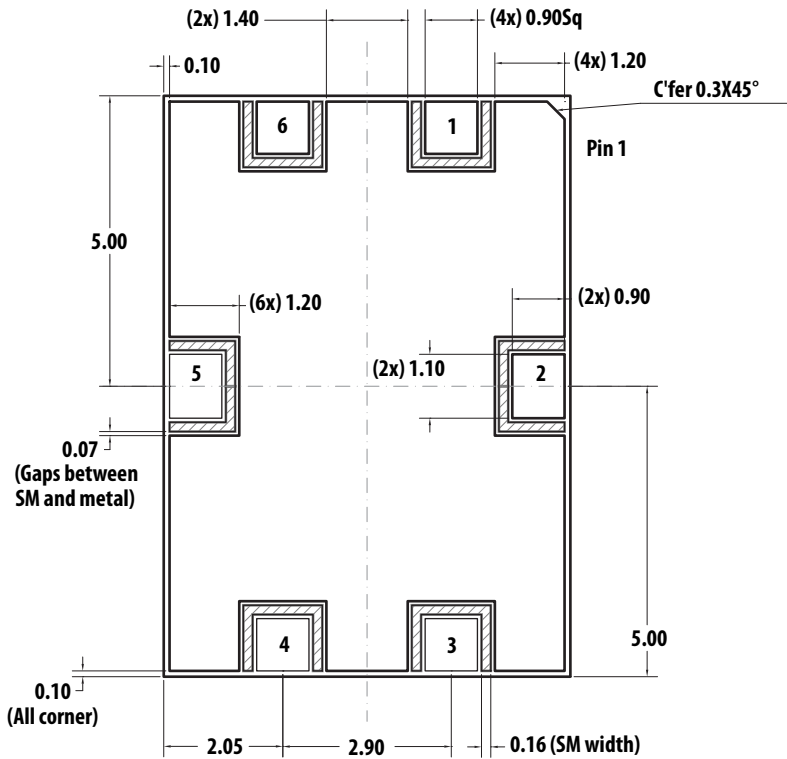 (2x) 1.40
(4x) 0.90Sq
0.10
(4x) 1.20
C'fer 0.3X45°
6
1
Pin 1
5.00
(6x) 1.20
(2x) 0.90
(2x) 1.10
5
2
0.07
(Gaps between
SM and metal)
4
3
5.00
0.10
(All corner)
2.05
2.90
0.16 (SM width)